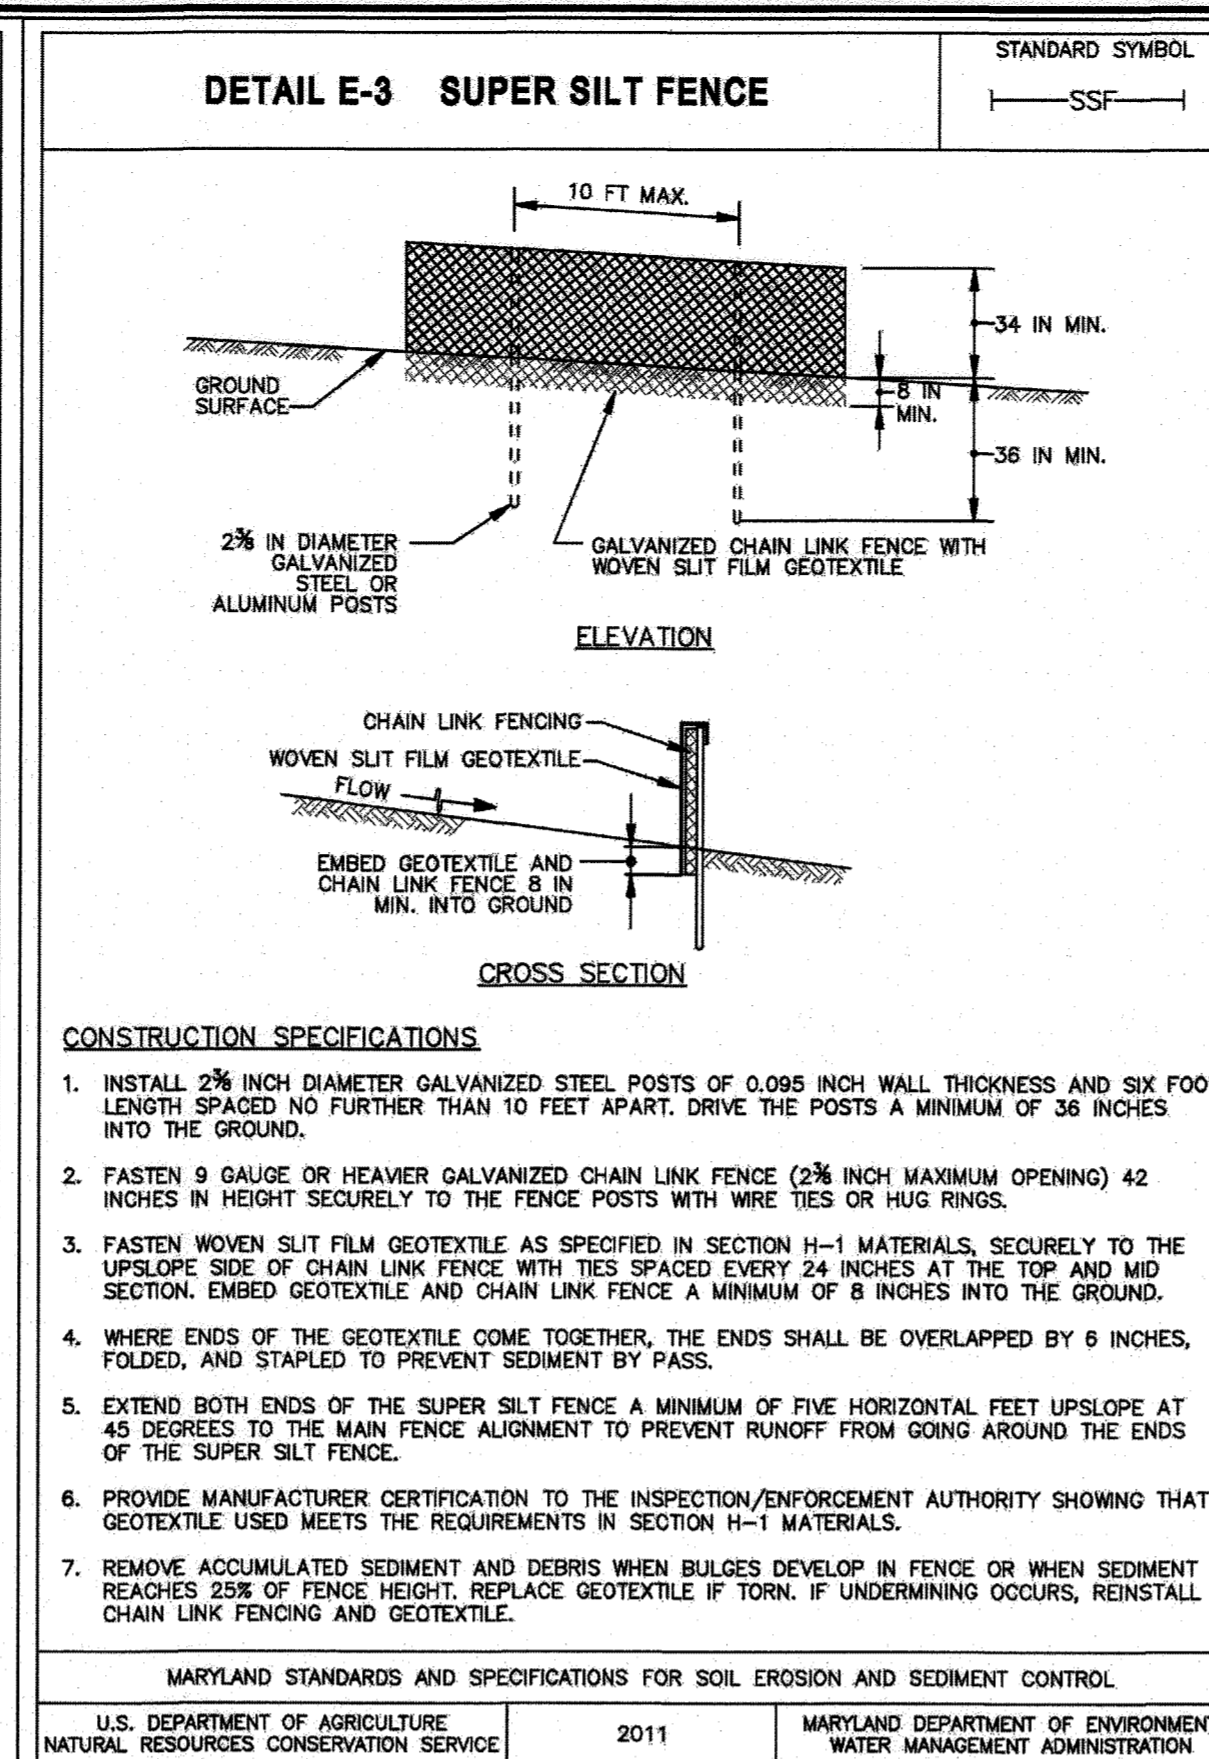 DETAIL E-3 SUPER SILT FENCE
STANDARD SYMBOL
SSF
10 FT MAX.
34 IN MIN.
GROUND
SURFACE
8 IN
MIN.
36 IN MIN.
2⅜ IN DIAMETER
GALVANIZED
STEEL OR
ALUMINUM POSTS
GALVANIZED CHAIN LINK FENCE WITH
WOVEN SLIT FILM GEOTEXTILE
ELEVATION
CHAIN LINK FENCING
WOVEN SLIT FILM GEOTEXTILE
FLOW
EMBED GEOTEXTILE AND
CHAIN LINK FENCE 8 IN
MIN. INTO GROUND
CROSS SECTION
CONSTRUCTION SPECIFICATIONS
1. INSTALL 2⅜ INCH DIAMETER GALVANIZED STEEL POSTS OF 0.095 INCH WALL THICKNESS AND SIX FOO
LENGTH SPACED NO FURTHER THAN 10 FEET APART. DRIVE THE POSTS A MINIMUM OF 36 INCHES
INTO THE GROUND.
2. FASTEN 9 GAUGE OR HEAVIER GALVANIZED CHAIN LINK FENCE (2⅜ INCH MAXIMUM OPENING) 42
INCHES IN HEIGHT SECURELY TO THE FENCE POSTS WITH WIRE TIES OR HUG RINGS.
3. FASTEN WOVEN SLIT FILM GEOTEXTILE AS SPECIFIED IN SECTION H-1 MATERIALS, SECURELY TO THE
UPSLOPE SIDE OF CHAIN LINK FENCE WITH TIES SPACED EVERY 24 INCHES AT THE TOP AND MID
SECTION. EMBED GEOTEXTILE AND CHAIN LINK FENCE A MINIMUM OF 8 INCHES INTO THE GROUND.
4. WHERE ENDS OF THE GEOTEXTILE COME TOGETHER, THE ENDS SHALL BE OVERLAPPED BY 6 INCHES,
FOLDED, AND STAPLED TO PREVENT SEDIMENT BY PASS.
5. EXTEND BOTH ENDS OF THE SUPER SILT FENCE A MINIMUM OF FIVE HORIZONTAL FEET UPSLOPE AT
45 DEGREES TO THE MAIN FENCE ALIGNMENT TO PREVENT RUNOFF FROM GOING AROUND THE ENDS
OF THE SUPER SILT FENCE.
6. PROVIDE MANUFACTURER CERTIFICATION TO THE INSPECTION/ENFORCEMENT AUTHORITY SHOWING THAT
GEOTEXTILE USED MEETS THE REQUIREMENTS IN SECTION H-1 MATERIALS.
7. REMOVE ACCUMULATED SEDIMENT AND DEBRIS WHEN BULGES DEVELOP IN FENCE OR WHEN SEDIMENT
REACHES 25% OF FENCE HEIGHT. REPLACE GEOTEXTILE IF TORN. IF UNDERMINING OCCURS, REINSTALL
CHAIN LINK FENCING AND GEOTEXTILE.
MARYLAND STANDARDS AND SPECIFICATIONS FOR SOIL EROSION AND SEDIMENT CONTROL
U.S. DEPARTMENT OF AGRICULTURE
NATURAL RESOURCES CONSERVATION SERVICE
2011
MARYLAND DEPARTMENT OF ENVIRONMENT
WATER MANAGEMENT ADMINISTRATION